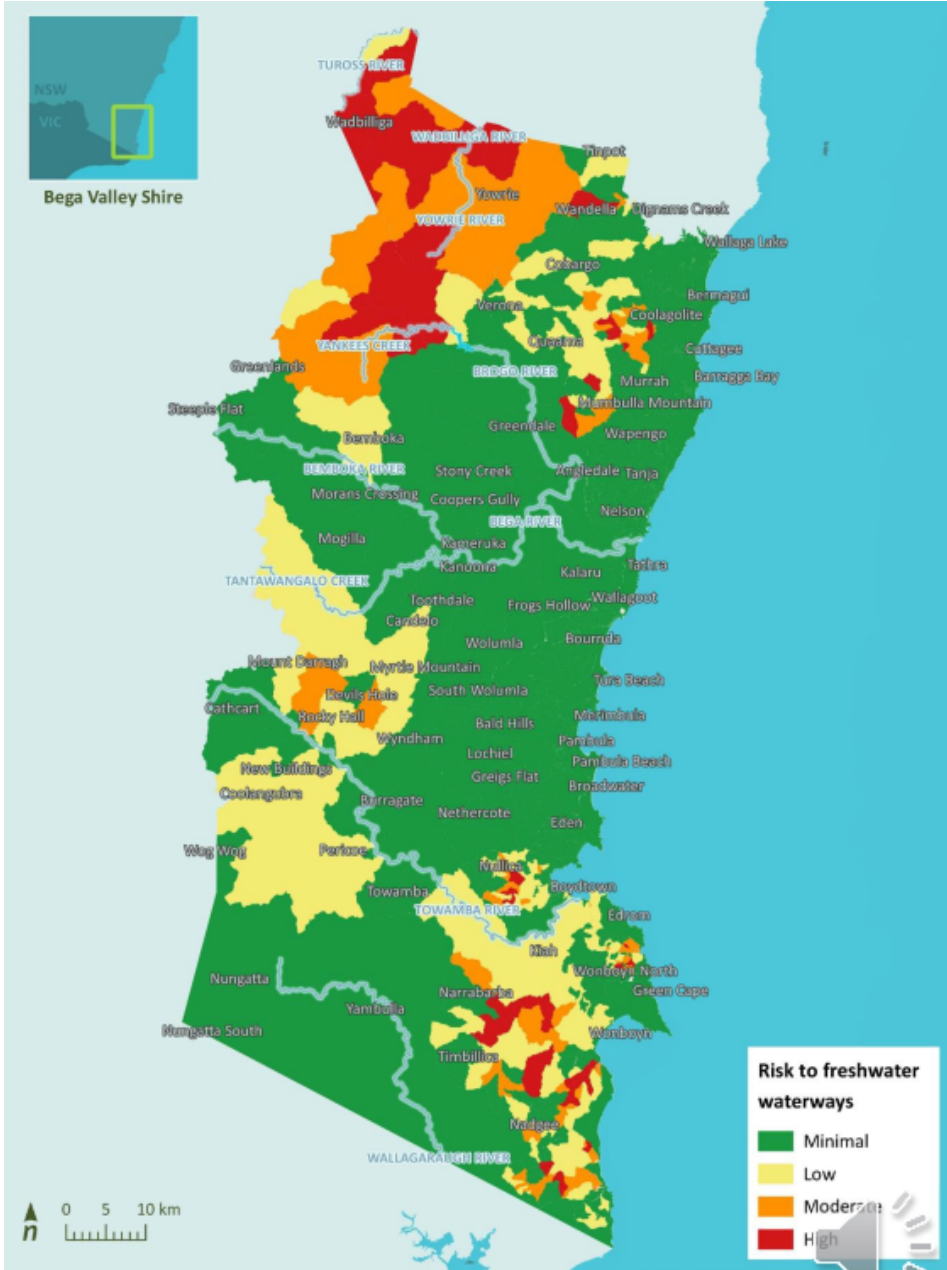 NSW
VIC
Bega Valley Shire
TUROSS RIVER
Wadbilliga
WADBILLIGA RIVER
Tinpot
Yowrie
Wandella
Dignams Creek
YOWRIE RIVER
Wallaga Lake
Cobargo
Bermagui
Verona
Coolagolite
Quaama
Cuttagee
YANKEES CREEK
Greenlands
BROGO RIVER
Murrah
Barragga Bay
Steeple Flat
Mumbulla Mountain
Greendale
Wapengo
Bemboka
BEMBOKA RIVER
Stony Creek
Angledale
Tanja
Morans Crossing
Coopers Gully
Nelson
BEGA RIVER
Mogilla
Kameruka
Kanoona
Tathra
Kalaru
TANTAWANGALO CREEK
Toothdale
Frogs Hollow
Wallagoot
Candelo
Wolumla
Bournda
Mount Darragh
Myrtle Mountain
Tura Beach
Devils Hole
South Wolumla
Cathcart
Rocky Hall
Bald Hills
Merimbula
Wyndham
Pambula
Lochiel
Pambula Beach
New Buildings
Greigs Flat
Coolangubra
Broadwater
Burragate
Nethercote
Eden
Wog Wog
Pericoe
Nullica
Towamba
Boydtown
TOWAMBA RIVER
Edrom
Kiah
Wonboyn North
Nungatta
Narrabarba
Green Cape
Yambulla
Nungatta South
Wonboyn
Timbillica
Nadgee
WALLAGARAUGH RIVER
Risk to freshwater
waterways
Minimal
Low
Moderate
High
0 5 10 km
n